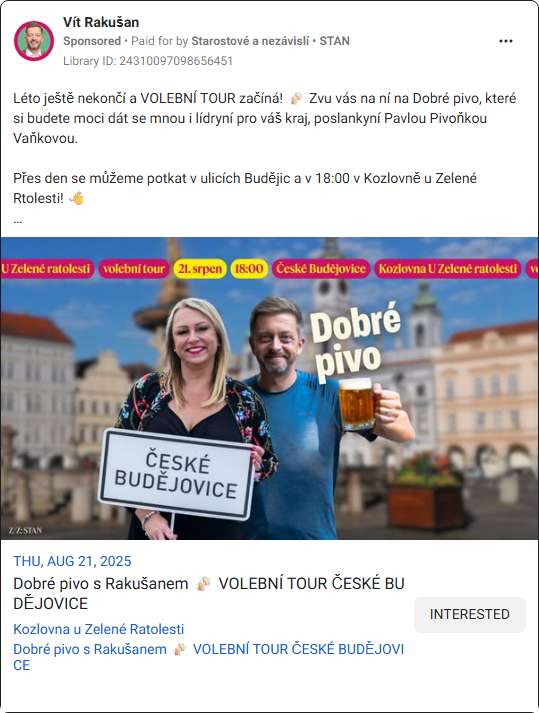 Vít Rakušan
Sponsored • Paid for by Starostové a nezávislí • STAN
Library ID: 24310097098656451
Léto ještě nekončí a VOLEBNÍ TOUR začíná! 🍻 Zvu vás na ní na Dobré pivo, které
si budete moci dát se mnou i lídryní pro váš kraj, poslankyní Pavlou Pivoňkou
Vaňkovou.
Přes den se můžeme potkat v ulicích Budějic a v 18:00 v Kozlovně u Zelené
Rtolesti! 👋
...
U Zelené ratolesti volební tour 21. srpen 18:00 České Budějovice Kozlovna U Zelené ratolesti
Dobré
pivo
ČESKÉ
BUDĚJOVICE
Z/Z: STAN
THU, AUG 21, 2025
Dobré pivo s Rakušanem 🍻 VOLEBNÍ TOUR ČESKÉ BU
DĚJOVICE
INTERESTED
Kozlovna u Zelené Ratolesti
Dobré pivo s Rakušanem 🍻 VOLEBNÍ TOUR ČESKÉ BUDĚJOVI
CE